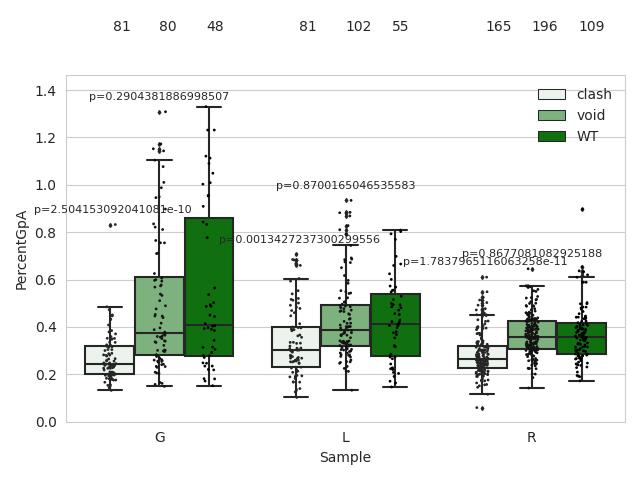 81 80 48 81 102 55 165 196 109
1.4
1.2
1.0
0.8
0.6
0.4
0.2
0.0
PercentGpA
p=0.2904381886998507
p=2.504153092041081e-10
p=0.8700165046535583
p=0.0013427237300299556
p=0.8677081082925188
p=1.7837965116063258e-11
clash
void
WT
G L R
Sample